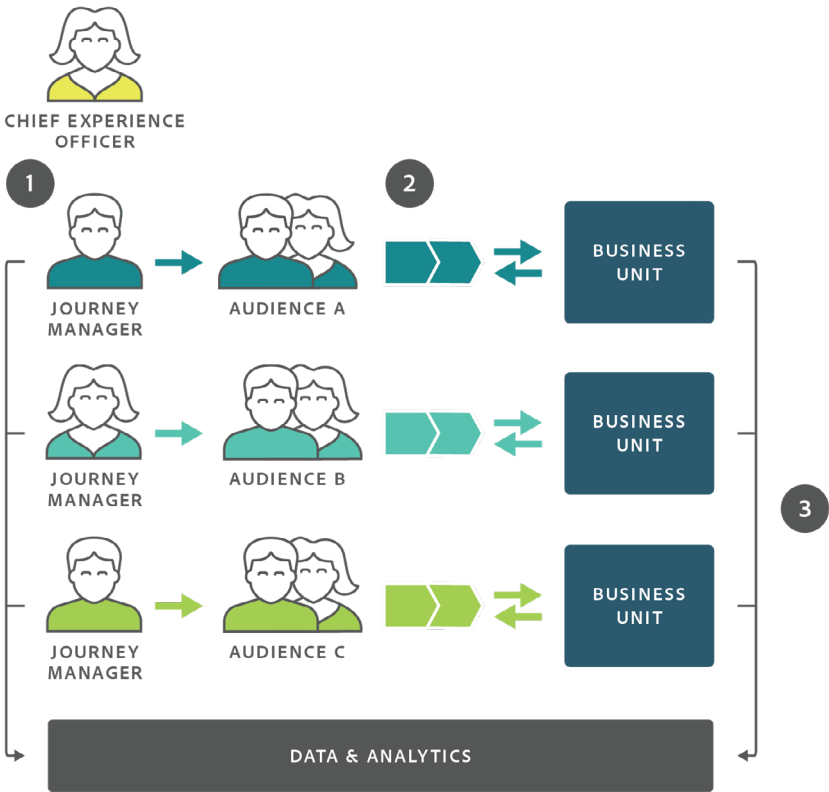 CHIEF EXPERIENCE
OFFICER
1
2
JOURNEY
MANAGER
AUDIENCE A
BUSINESS
UNIT
JOURNEY
MANAGER
AUDIENCE B
BUSINESS
UNIT
3
JOURNEY
MANAGER
AUDIENCE C
BUSINESS
UNIT
DATA & ANALYTICS